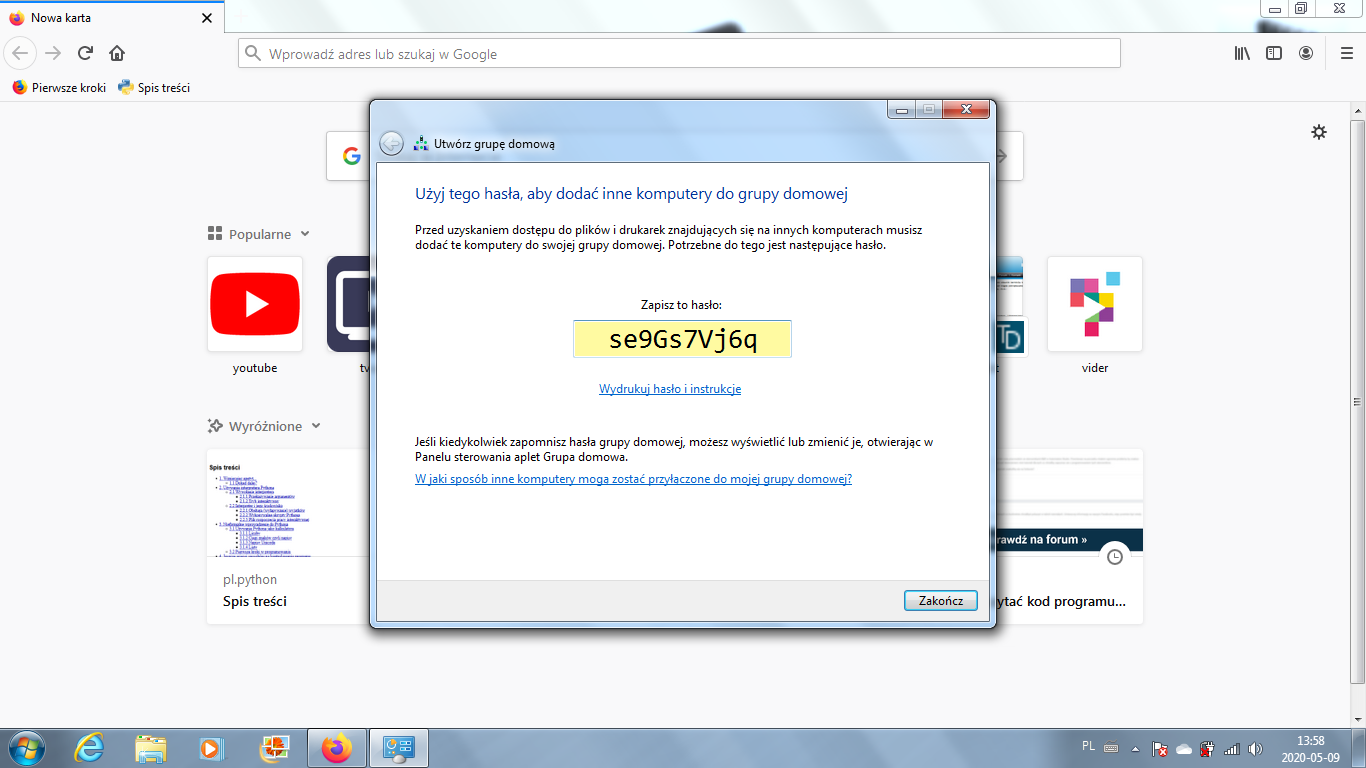 Nowa karta
Wprowadź adres lub szukaj w Google
Pierwsze kroki
Spis treści
Utwórz grupę domową
Użyj tego hasła, aby dodać inne komputery do grupy domowej
Przed uzyskaniem dostępu do plików i drukarek znajdujących się na innych komputerach musisz
dodać te komputery do swojej grupy domowej. Potrzebne do tego jest następujące hasło.
Popularne
Zapisz to hasło:
se9Gs7Vj6q
TD
youtube
tv
t
vider
Wydrukuj hasło i instrukcje
Wyróżnione
Jeśli kiedykolwiek zapomnisz hasła grupy domowej, możesz wyświetlić lub zmienić je, otwierając w
Panelu sterowania aplet Grupa domowa.
W jaki sposób inne komputery mogą zostać przyłączone do mojej grupy domowej?
Spis treści
rawdź na forum »
pl.python
Spis treści
ytać kod programu...
Zakończ
PL
13:58
2020-05-09